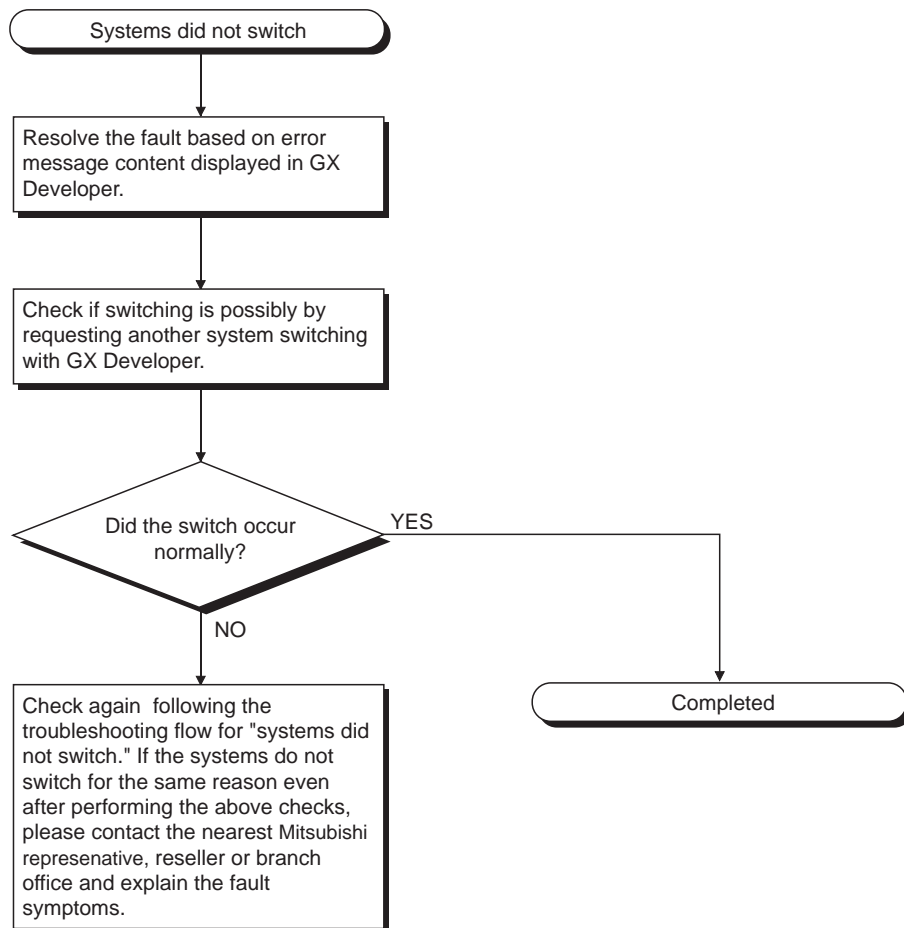 Systems did not switch
Resolve the fault based on error
message content displayed in GX
Developer.
Check if switching is possibly by
requesting another system switching
with GX Developer.
Did the switch occur
normally?
YES
NO
Check again following the
troubleshooting flow for "systems did
not switch." If the systems do not
switch for the same reason even
after performing the above checks,
please contact the nearest Mitsubishi
represenative, reseller or branch
office and explain the fault
symptoms.
Completed